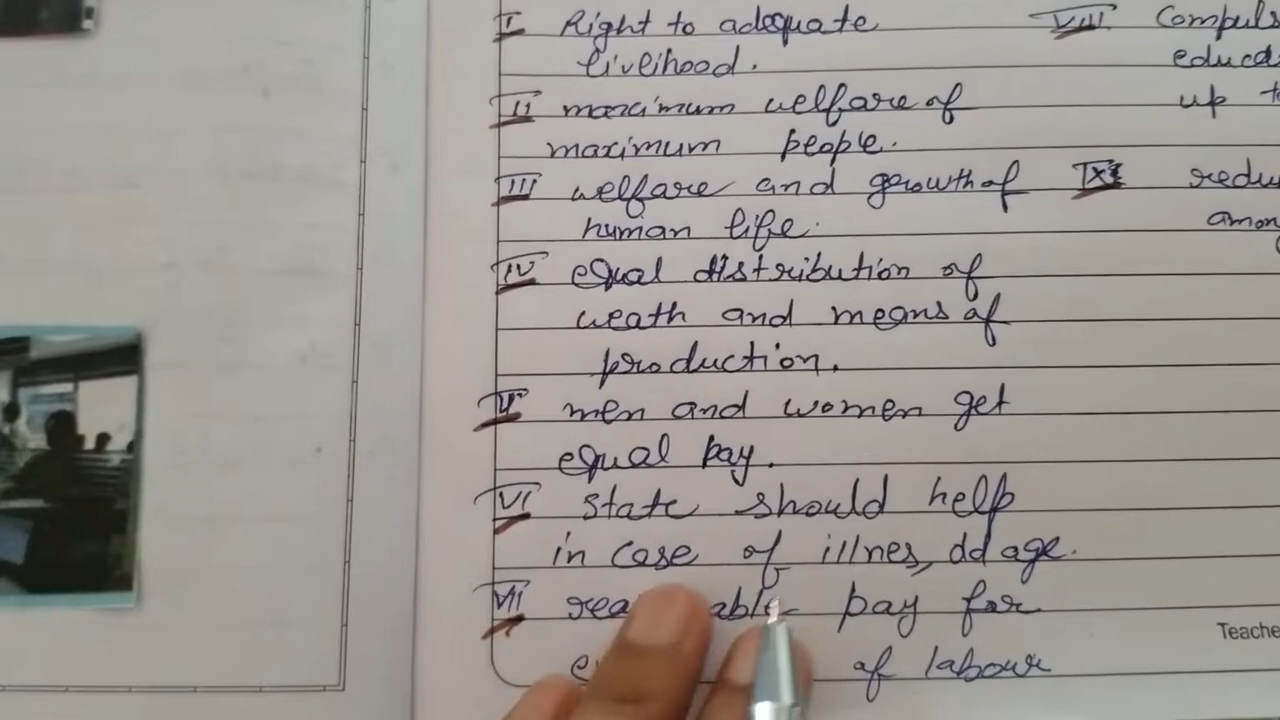 I Right to adequate
livelihood.
II maximum welfare of
maximum people.
III welfare and growth of
human life.
IV equal distribution of
weath and means of
production.
V men and women get
equal pay.
VI state should help
in case of illnes, old age.
VII pay for
of labour
VIII Compuls
educa
up to
IX redu
amon
Teache